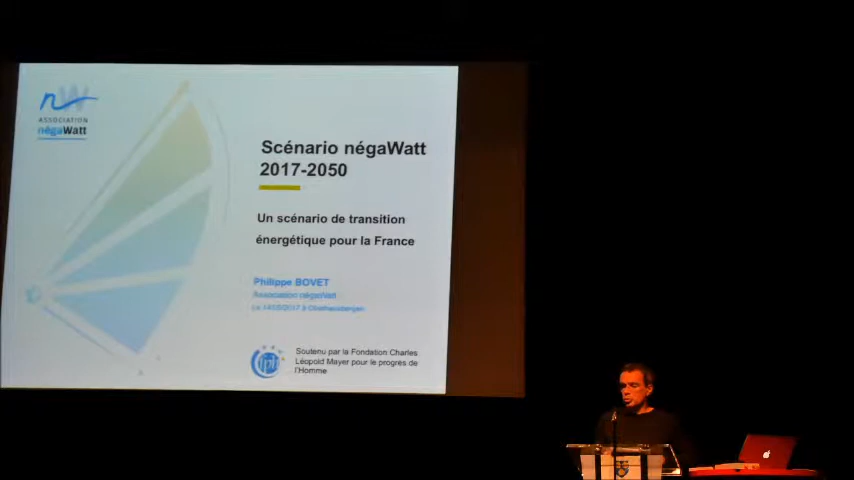 nW
ASSOCIATION
négaWatt
Scénario négaWatt
2017-2050
Un scénario de transition
énergétique pour la France
Philippe BOVET
Association négaWatt
Soutenu par la Fondation Charles
Léopold Mayer pour le progrès de
l'Homme